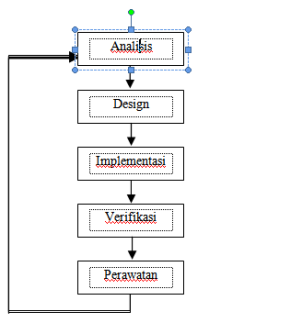 Analisis
Design
Implementasi
Verifikasi
Perawatan